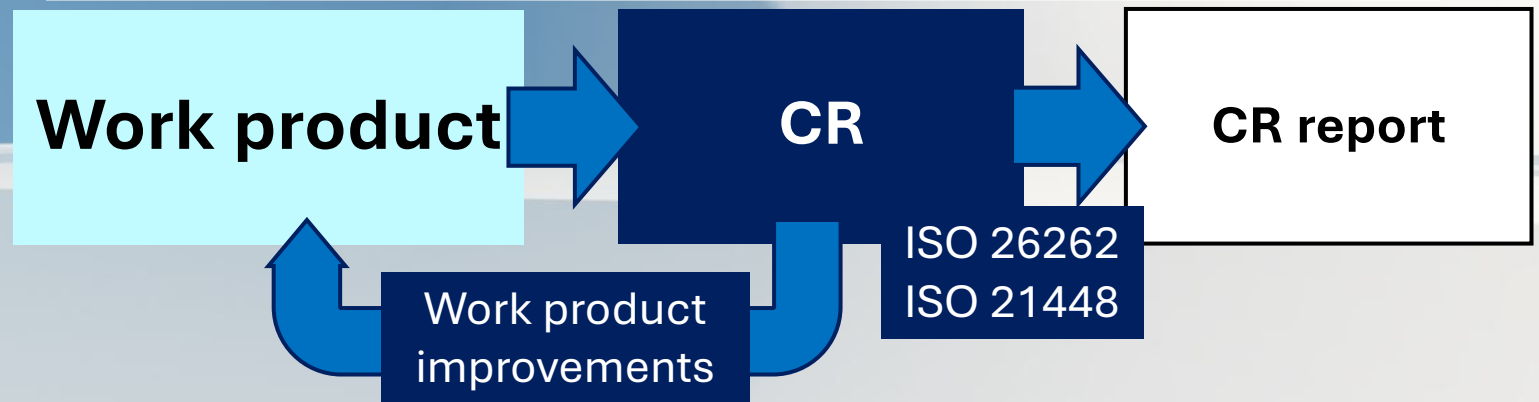 Work product
CR
CR report
ISO 26262
ISO 21448
Work product
improvements